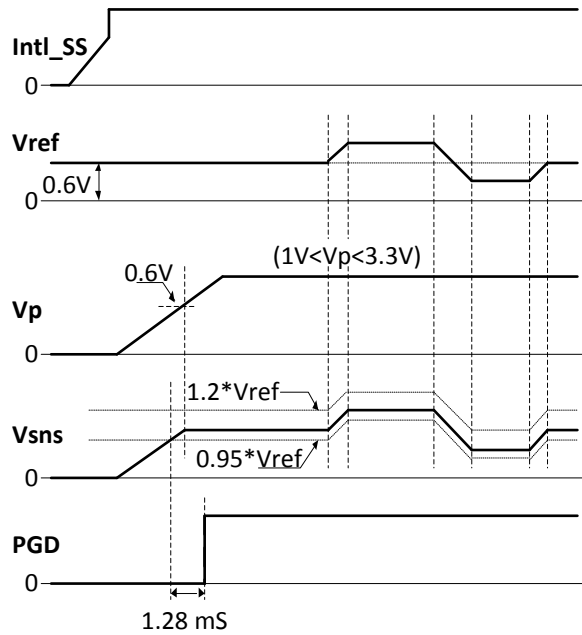 Intl_SS
0
Vref
0.6V
0
(1V<Vp<3.3V)
0.6V
Vp
0
1.2*Vref
Vsns
0.95*Vref
0
PGD
0
1.28 mS